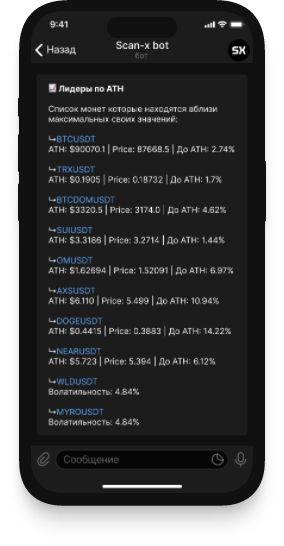 9:41
Назад
Scan-x bot
бот
SX
Лидеры по ATH
Список монет которые находятся вблизи
максимальных своих значений:
↪BTCUSDT
ATH: $90070.1 | Price: 87668.5 | До ATH: 2.74%
↪TRXUSDT
ATH: $0.1905 | Price: 0.18732 | До ATH: 1.7%
↪BTCDOMUSDT
ATH: $3320.5 | Price: 3174.0 | До ATH: 4.62%
↪SUIUSDT
ATH: $3.3186 | Price: 3.2714 | До ATH: 1.44%
↪OMUSDT
ATH: $1.62694 | Price: 1.52091 | До ATH: 6.97%
↪AXSUSDT
ATH: $6.110 | Price: 5.499 | До ATH: 10.94%
↪DOGEUSDT
ATH: $0.4415 | Price: 0.3883 | До ATH: 14.22%
↪NEARUSDT
ATH: $5.723 | Price: 5.394 | До ATH: 6.12%
↪WLDUSDT
Волатильность: 4.84%
↪MYROUSDT
Волатильность: 4.84%
Сообщение